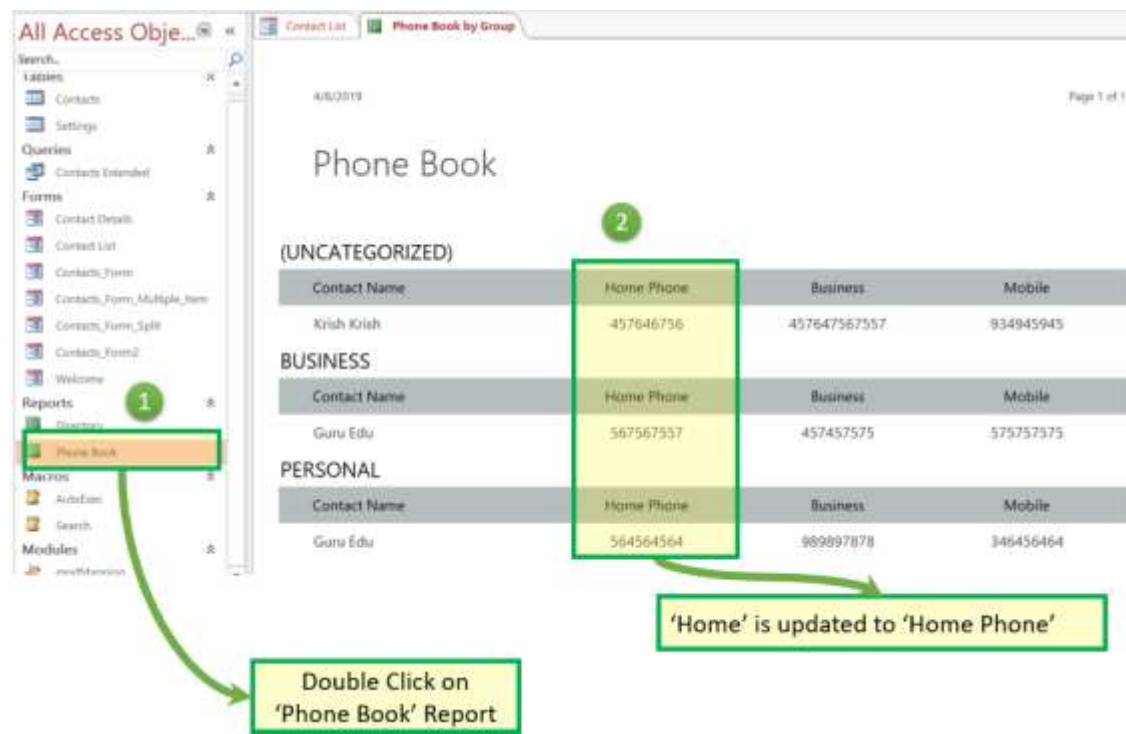 All Access Obje...
Search..
Tables
Contacts
Settings
Queries
Contacts Extended
Forms
Contact Details
Contact List
Contacts_Form
Contacts_Form_Multiple_Item
Contacts_Form_Split
Contacts_Form2
Welcome
Reports
1
Directory
Phone Book
Macros
AutoExec
Search
Modules
Contact List
Phone Book by Group
4/8/2019
Page 1 of 1
Phone Book
2
(UNCATEGORIZED)
Contact Name Home Phone Business Mobile
Krish Krish 457646756 457647567557 934945945
BUSINESS
Contact Name Home Phone Business Mobile
Guru Edu 567567557 457457575 575757575
PERSONAL
Contact Name Home Phone Business Mobile
Guru Edu 564564564 989897878 346456464
‘Home’ is updated to ‘Home Phone’
Double Click on
‘Phone Book’ Report